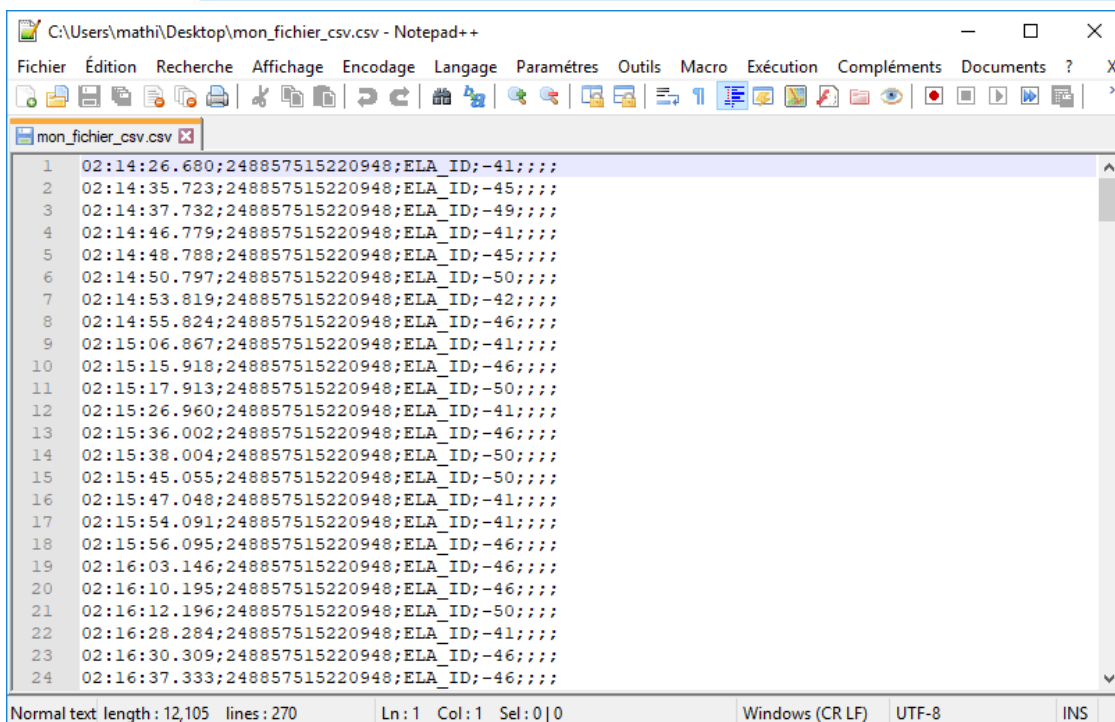 C:\Users\mathi\Desktop\mon_fichier_csv.csv - Notepad++
Fichier Édition Recherche Affichage Encodage Langage Paramétres Outils Macro Exécution Compléments Documents ? X
mon_fichier_csv.csv
1 02:14:26.680;248857515220948;ELA_ID;-41;;;;
2 02:14:35.723;248857515220948;ELA_ID;-45;;;;
3 02:14:37.732;248857515220948;ELA_ID;-49;;;;
4 02:14:46.779;248857515220948;ELA_ID;-41;;;;
5 02:14:48.788;248857515220948;ELA_ID;-45;;;;
6 02:14:50.797;248857515220948;ELA_ID;-50;;;;
7 02:14:53.819;248857515220948;ELA_ID;-42;;;;
8 02:14:55.824;248857515220948;ELA_ID;-46;;;;
9 02:15:06.867;248857515220948;ELA_ID;-41;;;;
10 02:15:15.918;248857515220948;ELA_ID;-46;;;;
11 02:15:17.913;248857515220948;ELA_ID;-50;;;;
12 02:15:26.960;248857515220948;ELA_ID;-41;;;;
13 02:15:36.002;248857515220948;ELA_ID;-46;;;;
14 02:15:38.004;248857515220948;ELA_ID;-50;;;;
15 02:15:45.055;248857515220948;ELA_ID;-50;;;;
16 02:15:47.048;248857515220948;ELA_ID;-41;;;;
17 02:15:54.091;248857515220948;ELA_ID;-41;;;;
18 02:15:56.095;248857515220948;ELA_ID;-46;;;;
19 02:16:03.146;248857515220948;ELA_ID;-46;;;;
20 02:16:10.195;248857515220948;ELA_ID;-46;;;;
21 02:16:12.196;248857515220948;ELA_ID;-50;;;;
22 02:16:28.284;248857515220948;ELA_ID;-41;;;;
23 02:16:30.309;248857515220948;ELA_ID;-46;;;;
24 02:16:37.333;248857515220948;ELA_ID;-46;;;;
Normal text length : 12,105 lines : 270 Ln : 1 Col : 1 Sel : 0 | 0 Windows (CR LF) UTF-8 INS